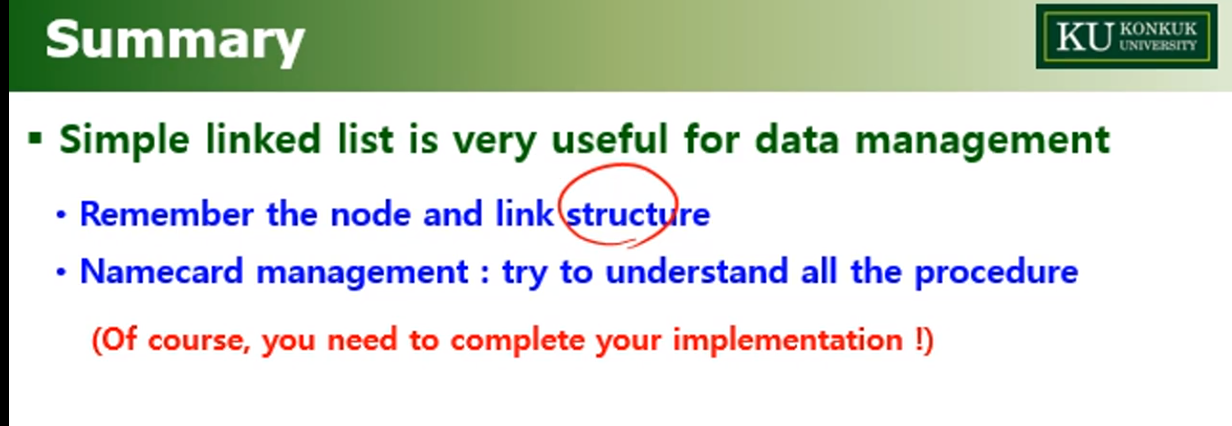 Summary
KU KONKUK
UNIVERSITY
▪ Simple linked list is very useful for data management
• Remember the node and link structure
• Namecard management : try to understand all the procedure
(Of course, you need to complete your implementation !)